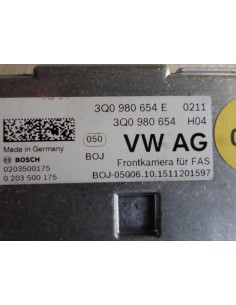 3Q0 980 654 E 0211
3Q0 980 654 H04
Made in Germany
050
VW AG
BOSCH
BOJ
Frontkamera für FAS
0203500175
0 203 500 175
BOJ-05006.10.1511201597